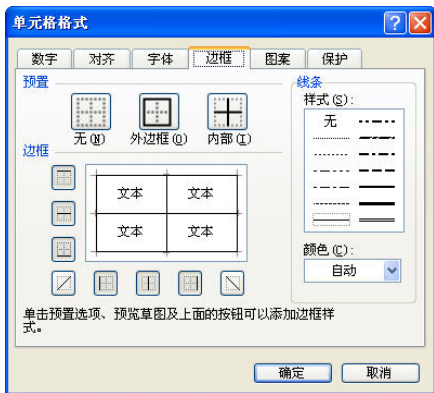 单元格格式
数字 对齐 字体 边框 图案 保护
预置
无(N) 外边框(O) 内部(I)
边框
文本 文本
文本 文本
线条
样式(S):
无
颜色(C):
自动
单击预置选项、预览草图及上面的按钮可以添加边框样
式。
确定 取消